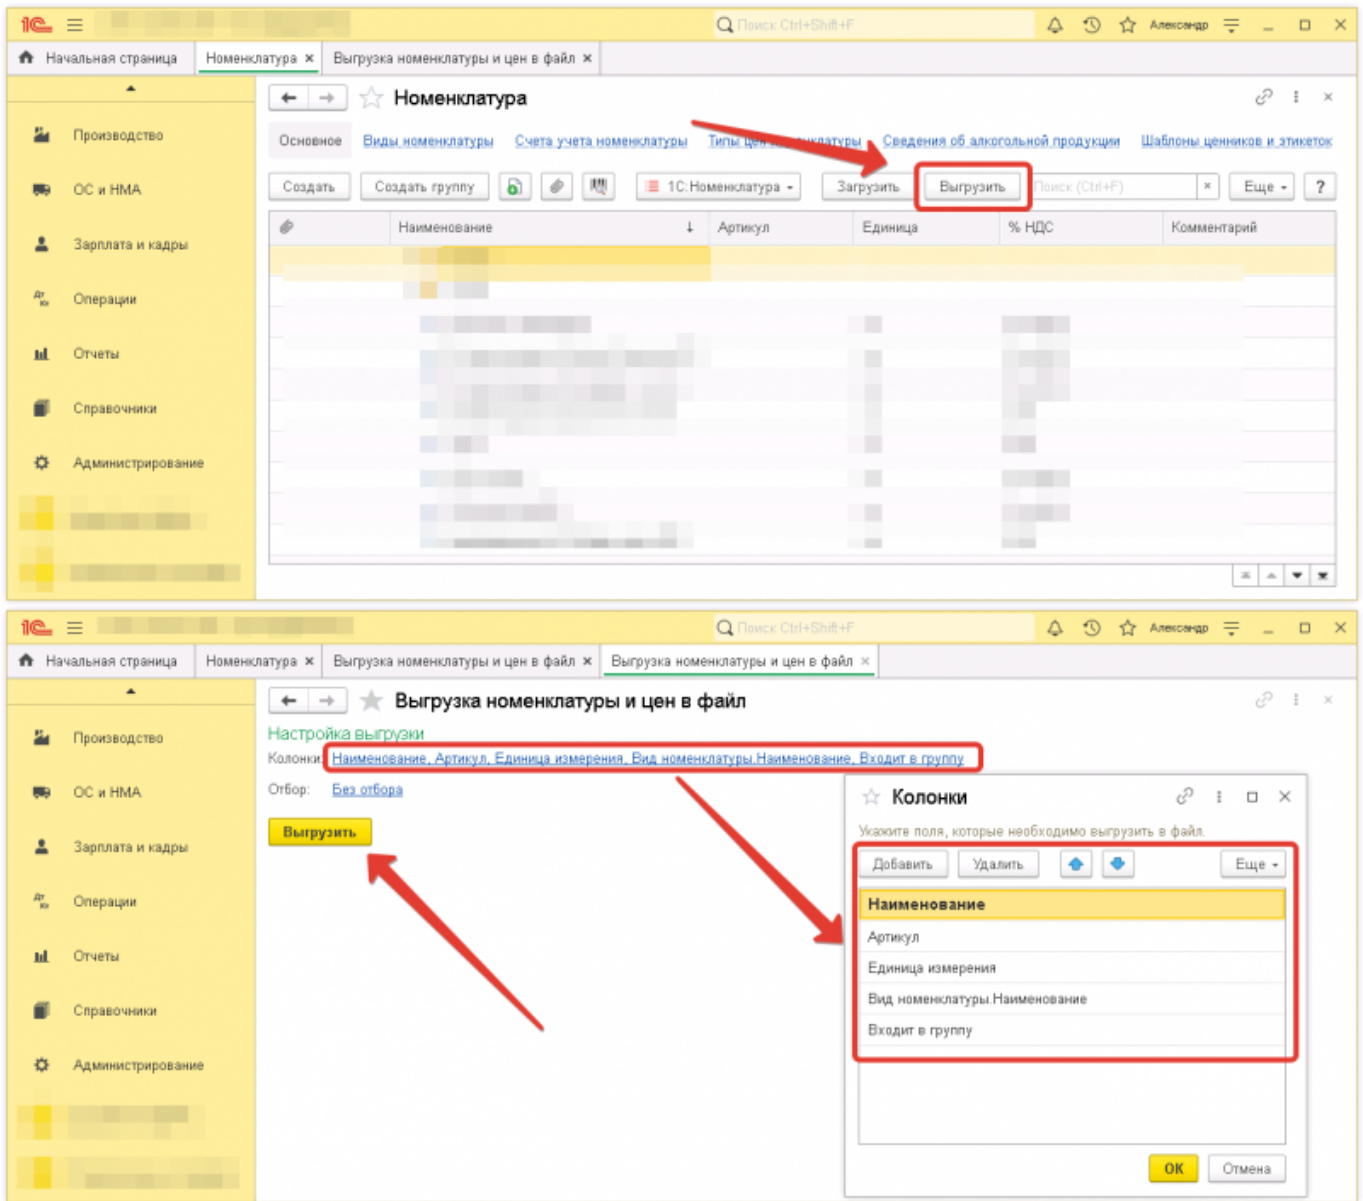 1С Поиск Ctrl+Shift+F Александр
Начальная страница Номенклатура × Выгрузка номенклатуры и цен в файл ×
Номенклатура
Производство
Основное Виды номенклатуры Счета учета номенклатуры Типы цен номенклатуры Сведения об алкогольной продукции Шаблоны ценников и этикеток
ОС и НМА
Создать Создать группу 1С:Номенклатура Загрузить Выгрузить Поиск (Ctrl+F) × Еще ?
Наименование ↓ Артикул Единица % НДС Комментарий
Зарплата и кадры
Дт Кт Операции
Отчеты
Справочники
Администрирование
1С Поиск Ctrl+Shift+F Александр
Начальная страница Номенклатура × Выгрузка номенклатуры и цен в файл × Выгрузка номенклатуры и цен в файл ×
Выгрузка номенклатуры и цен в файл
Настройка выгрузки
Производство
Колонки: Наименование, Артикул, Единица измерения, Вид номенклатуры.Наименование, Входит в группу
ОС и НМА
Отбор: Без отбора
Выгрузить
Зарплата и кадры
Дт Кт Операции
Отчеты
Справочники
Администрирование
Колонки
Укажите поля, которые необходимо выгрузить в файл.
Добавить Удалить Еще
Наименование
Артикул
Единица измерения
Вид номенклатуры.Наименование
Входит в группу
ОК Отмена